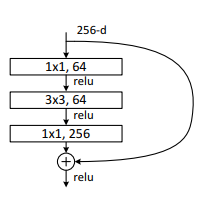 256-d
1x1, 64
relu
3x3, 64
relu
1x1, 256
+
relu